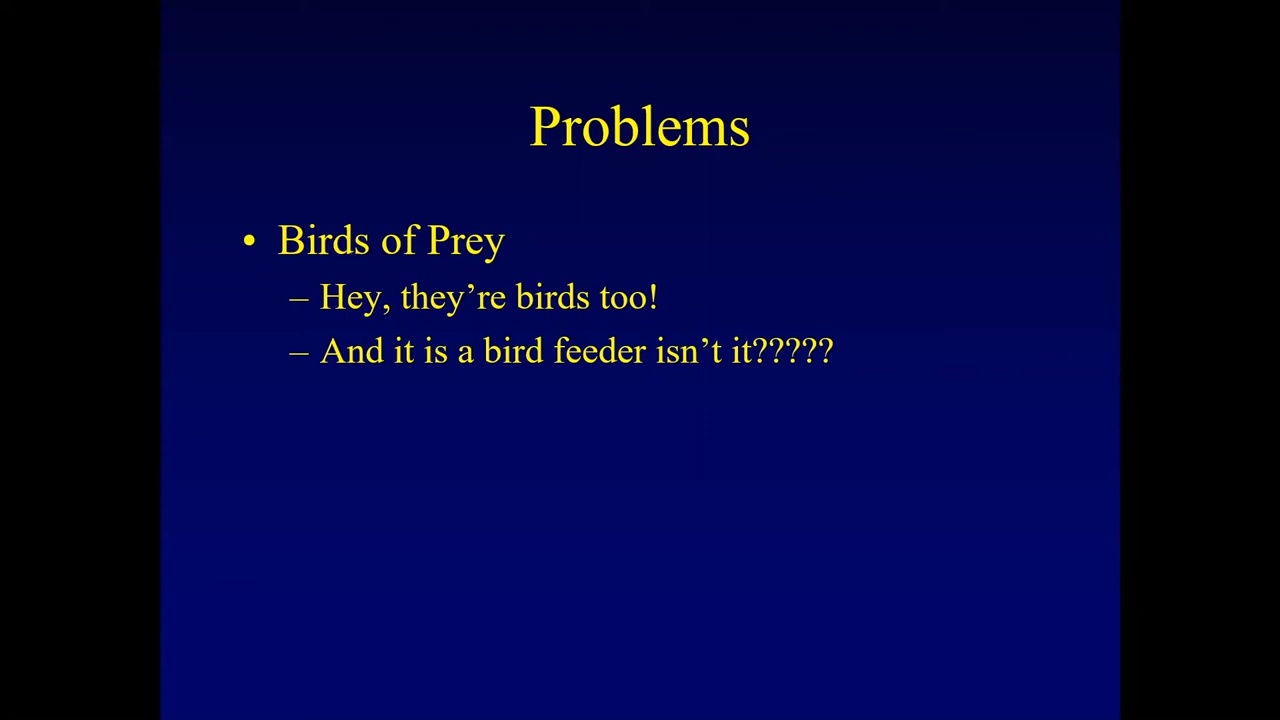 Problems
• Birds of Prey
– Hey, they’re birds too!
– And it is a bird feeder isn’t it?????